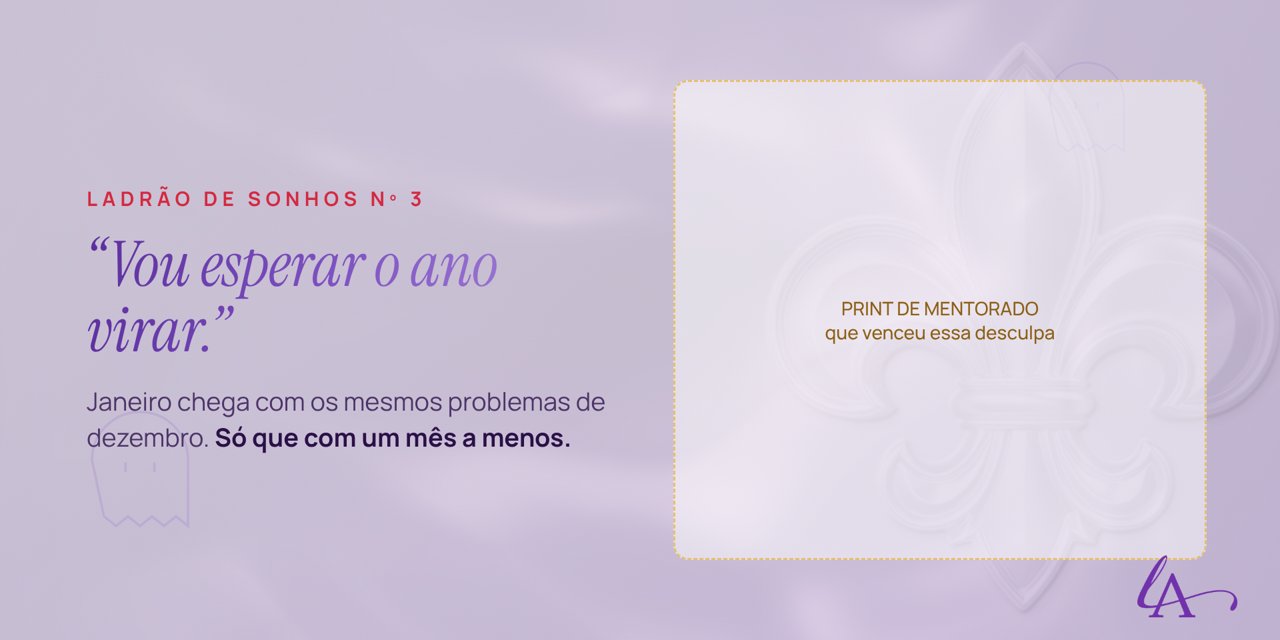 LADRÃO DE SONHOS Nº 3
“Vou esperar o ano
virar.”
Janeiro chega com os mesmos problemas de
dezembro. Só que com um mês a menos.
PRINT DE MENTORADO
que venceu essa desculpa
lA